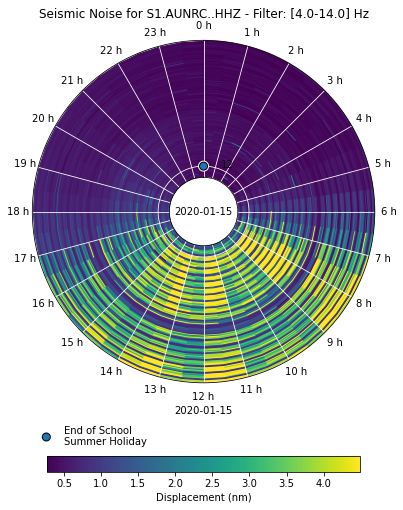 Seismic Noise for S1.AUNRC..HHZ - Filter: [4.0-14.0] Hz
0 h
23 h
1 h
22 h
2 h
21 h
3 h
20 h
4 h
19 h
5 h
18 h
2020-01-15
6 h
17 h
7 h
16 h
8 h
15 h
9 h
14 h
10 h
13 h
11 h
12 h
2020-01-15
End of School
Summer Holiday
0.5 1.0 1.5 2.0 2.5 3.0 3.5 4.0
Displacement (nm)